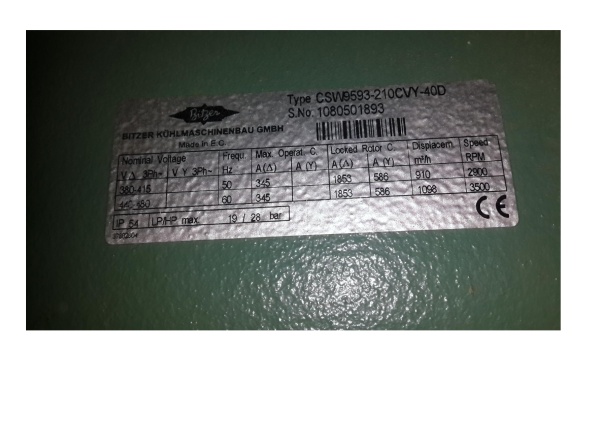 Bitzer
Type CSW9593-210CVY-40D
S.No. 1080501893
BITZER KÜHLMASCHINENBAU GMBH
Made in E C
Nominal Voltage Frequ. Max. Operat. C. Locked Rotor C. Displacem. Speed
V Δ 3Ph~ V Y 3Ph~ Hz A (Δ) A (Y) A (Δ) A (Y) m³/h RPM
380-415 50 345 1853 586 910 2900
440-480 60 345 1853 586 1098 3500
IP 54 LP/HP max. 19 / 28 bar
CE